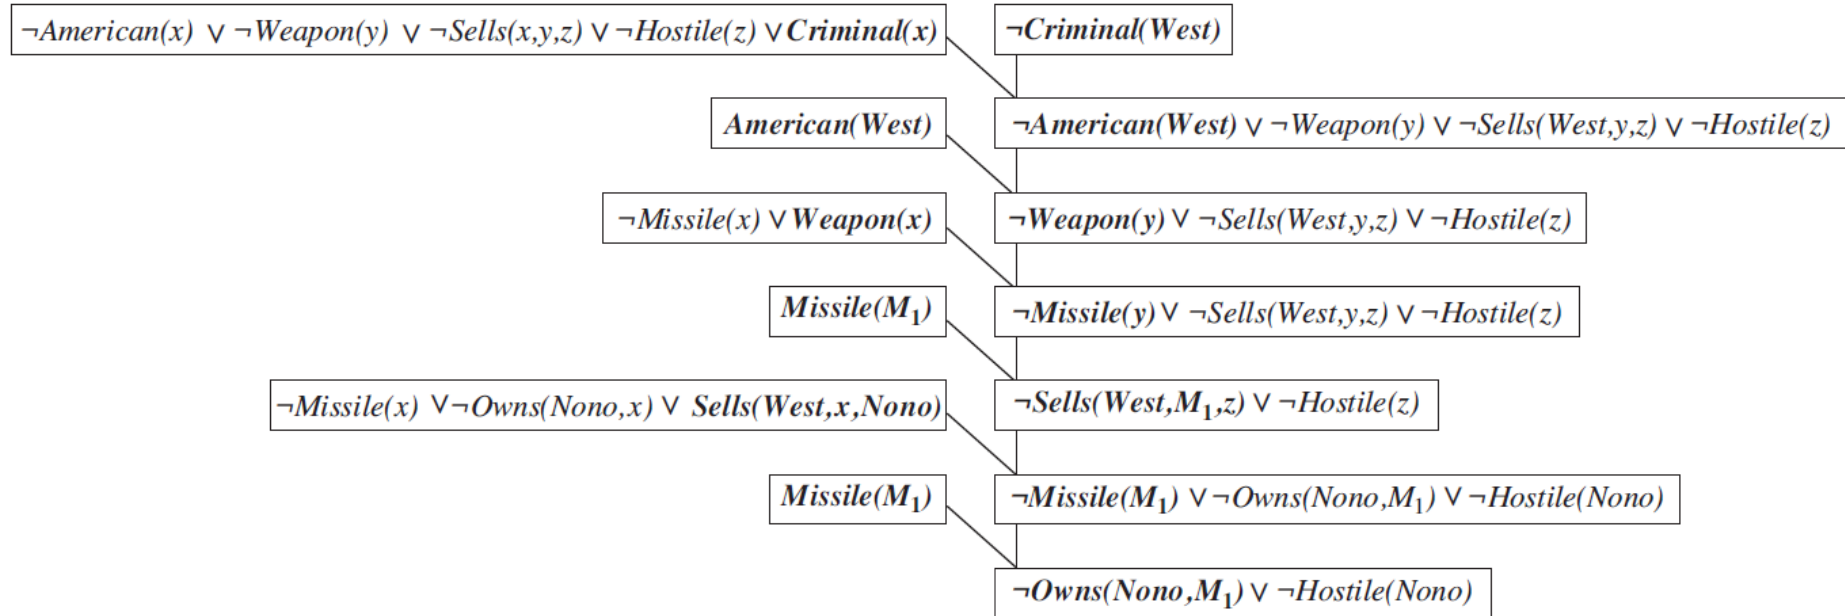 ¬American(x) ∨ ¬Weapon(y) ∨ ¬Sells(x,y,z) ∨ ¬Hostile(z) ∨ Criminal(x) ¬Criminal(West)
American(West) ¬American(West) ∨ ¬Weapon(y) ∨ ¬Sells(West,y,z) ∨ ¬Hostile(z)
¬Missile(x) ∨ Weapon(x) ¬Weapon(y) ∨ ¬Sells(West,y,z) ∨ ¬Hostile(z)
Missile(M₁) ¬Missile(y) ∨ ¬Sells(West,y,z) ∨ ¬Hostile(z)
¬Missile(x) ∨ ¬Owns(Nono,x) ∨ Sells(West,x,Nono) ¬Sells(West,M₁,z) ∨ ¬Hostile(z)
Missile(M₁) ¬Missile(M₁) ∨ ¬Owns(Nono,M₁) ∨ ¬Hostile(Nono)
¬Owns(Nono,M₁) ∨ ¬Hostile(Nono)